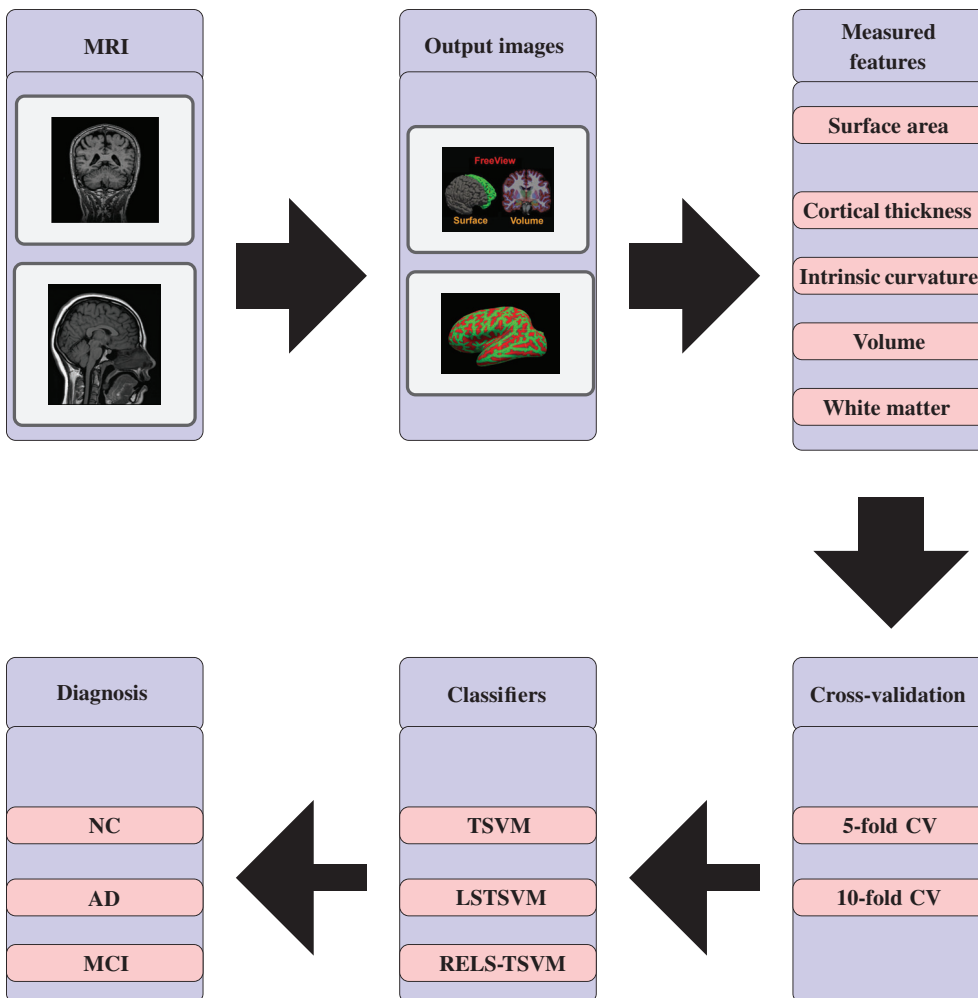 MRI
Output images
FreeView
Surface Volume
Measured
features
Surface area
Cortical thickness
Intrinsic curvature
Volume
White matter
Cross-validation
5-fold CV
10-fold CV
Classifiers
TSVM
LSTSVM
RELS-TSVM
Diagnosis
NC
AD
MCI